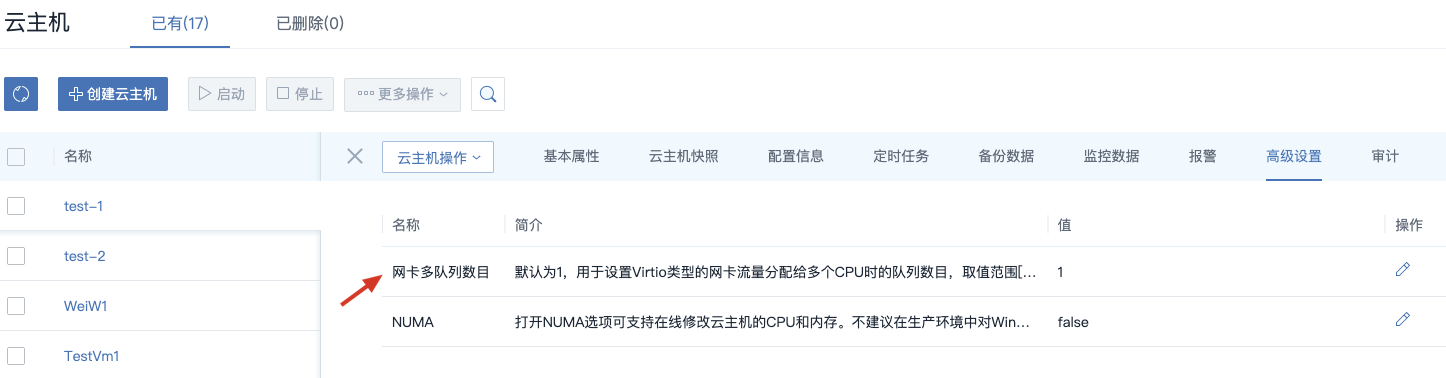 云主机 已有(17) 已删除(0)
创建云主机 启动 停止 更多操作
名称 云主机操作 基本属性 云主机快照 配置信息 定时任务 备份数据 监控数据 报警 高级设置 审计
test-1
名称 简介 值 操作
test-2
网卡多队列数目 默认为1，用于设置Virtio类型的网卡流量分配给多个CPU时的队列数目，取值范围[... 1
WeiW1
NUMA 打开NUMA选项可支持在线修改云主机的CPU和内存。不建议在生产环境中对Win... false
TestVm1